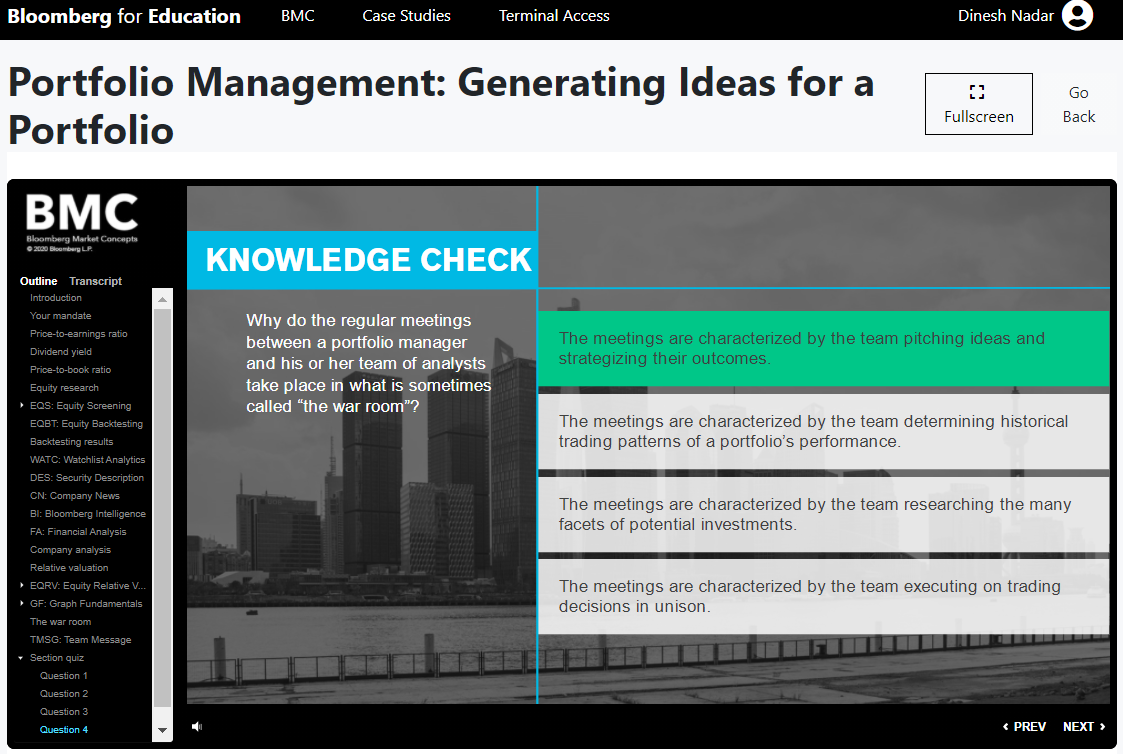 Bloomberg for Education BMC Case Studies Terminal Access Dinesh Nadar
Portfolio Management: Generating Ideas for a
Portfolio
Fullscreen
Go
Back
BMC
Bloomberg Market Concepts
© 2020 Bloomberg L.P.
Outline Transcript
Introduction
Your mandate
Price-to-earnings ratio
Dividend yield
Price-to-book ratio
Equity research
EQS: Equity Screening
EQBT: Equity Backtesting
Backtesting results
WATC: Watchlist Analytics
DES: Security Description
CN: Company News
BI: Bloomberg Intelligence
FA: Financial Analysis
Company analysis
Relative valuation
EQRV: Equity Relative V...
GF: Graph Fundamentals
The war room
TMSG: Team Message
Section quiz
Question 1
Question 2
Question 3
Question 4
KNOWLEDGE CHECK
Why do the regular meetings
between a portfolio manager
and his or her team of analysts
take place in what is sometimes
called “the war room”?
The meetings are characterized by the team pitching ideas and
strategizing their outcomes.
The meetings are characterized by the team determining historical
trading patterns of a portfolio’s performance.
The meetings are characterized by the team researching the many
facets of potential investments.
The meetings are characterized by the team executing on trading
decisions in unison.
PREV NEXT